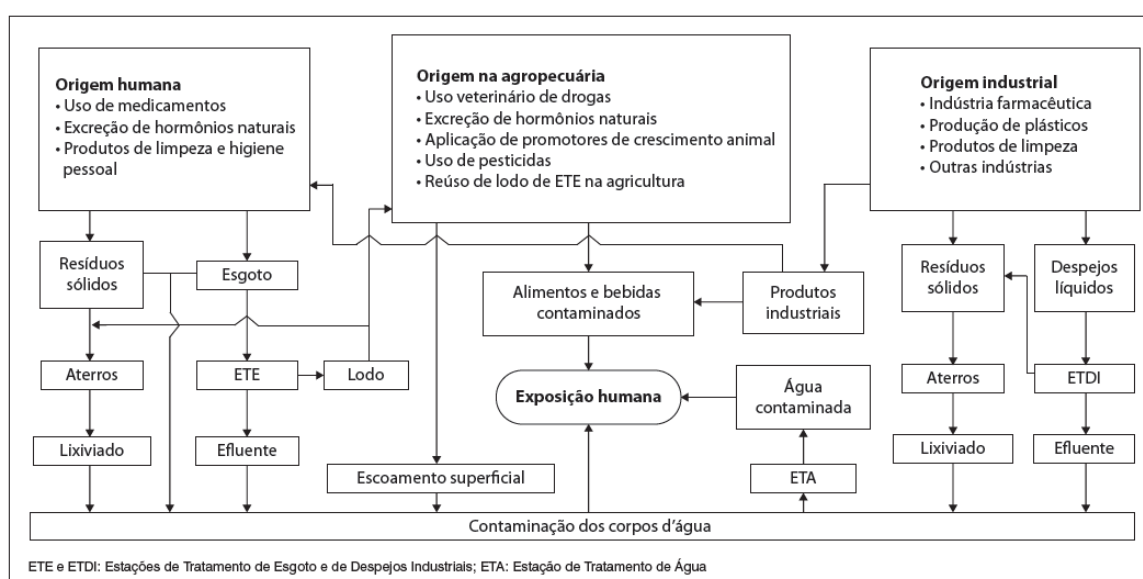 Origem humana
• Uso de medicamentos
• Excreção de hormônios naturais
• Produtos de limpeza e higiene
pessoal
Origem na agropecuária
• Uso veterinário de drogas
• Excreção de hormônios naturais
• Aplicação de promotores de crescimento animal
• Uso de pesticidas
• Reúso de lodo de ETE na agricultura
Origem industrial
• Indústria farmacêutica
• Produção de plásticos
• Produtos de limpeza
• Outras indústrias
Resíduos
sólidos
Esgoto
Alimentos e bebidas
contaminados
Produtos
industriais
Resíduos
sólidos
Despejos
líquidos
Aterros
ETE
Lodo
Exposição humana
Água
contaminada
Aterros
ETDI
Lixiviado
Efluente
Escoamento superficial
ETA
Lixiviado
Efluente
Contaminação dos corpos d’água
ETE e ETDI: Estações de Tratamento de Esgoto e de Despejos Industriais; ETA: Estação de Tratamento de Água